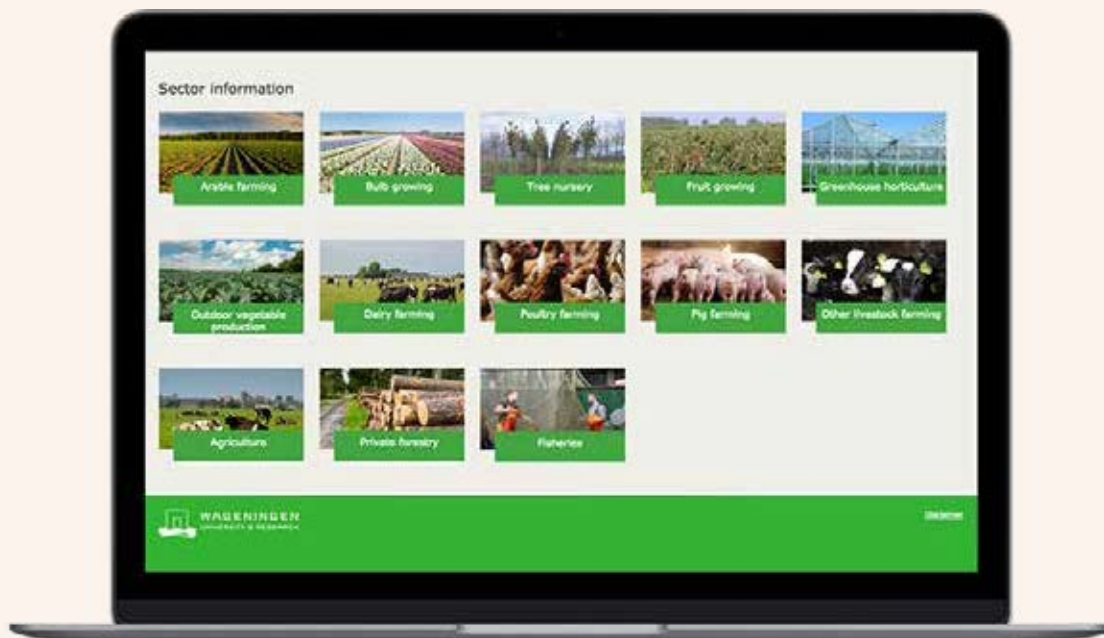 Sector information
Arable farming
Bulb growing
Tree nursery
Fruit growing
Greenhouse horticulture
Outdoor vegetable
production
Dairy farming
Poultry farming
Pig farming
Other livestock farming
Agriculture
Private forestry
Fisheries
WAGENINGEN
UNIVERSITY & RESEARCH
Disclaimer